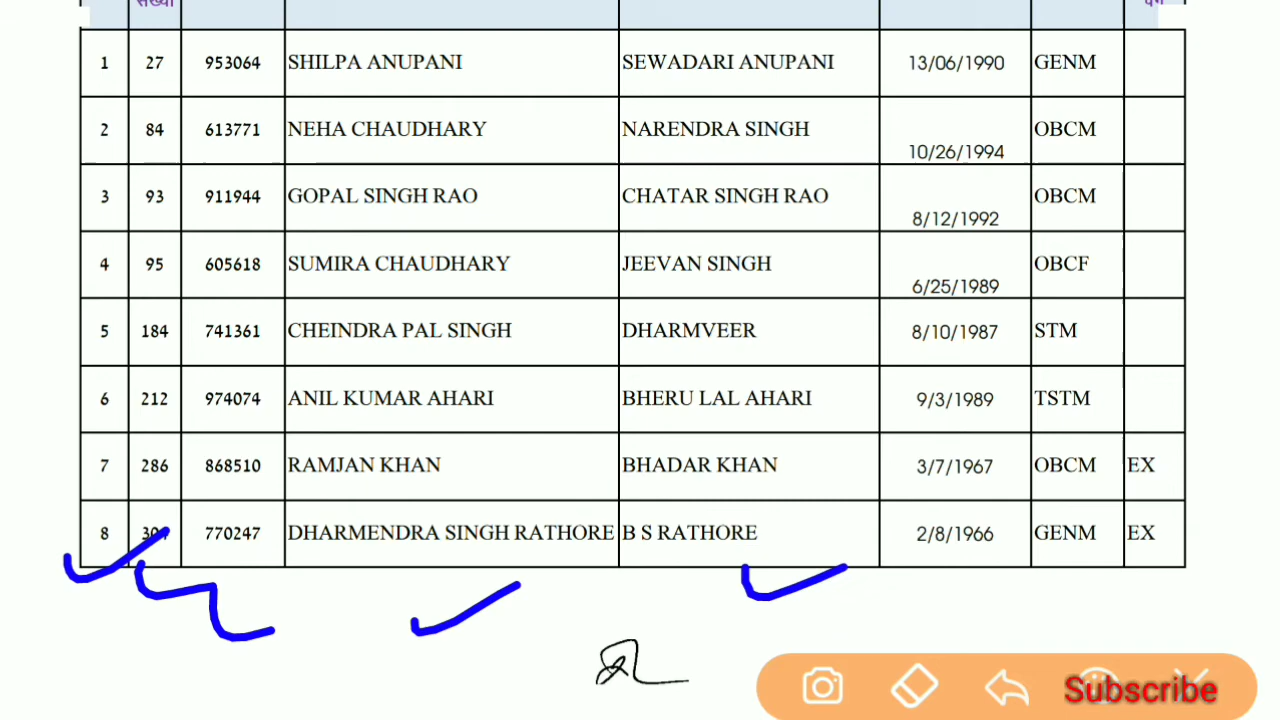 संख्या वर्ग
1 27 953064 SHILPA ANUPANI SEWADARI ANUPANI 13/06/1990 GENM
2 84 613771 NEHA CHAUDHARY NARENDRA SINGH 10/26/1994 OBCM
3 93 911944 GOPAL SINGH RAO CHATAR SINGH RAO 8/12/1992 OBCM
4 95 605618 SUMIRA CHAUDHARY JEEVAN SINGH 6/25/1989 OBCF
5 184 741361 CHEINDRA PAL SINGH DHARMVEER 8/10/1987 STM
6 212 974074 ANIL KUMAR AHARI BHERU LAL AHARI 9/3/1989 TSTM
7 286 868510 RAMJAN KHAN BHADAR KHAN 3/7/1967 OBCM EX
8 770247 DHARMENDRA SINGH RATHORE B S RATHORE 2/8/1966 GENM EX
Subscribe